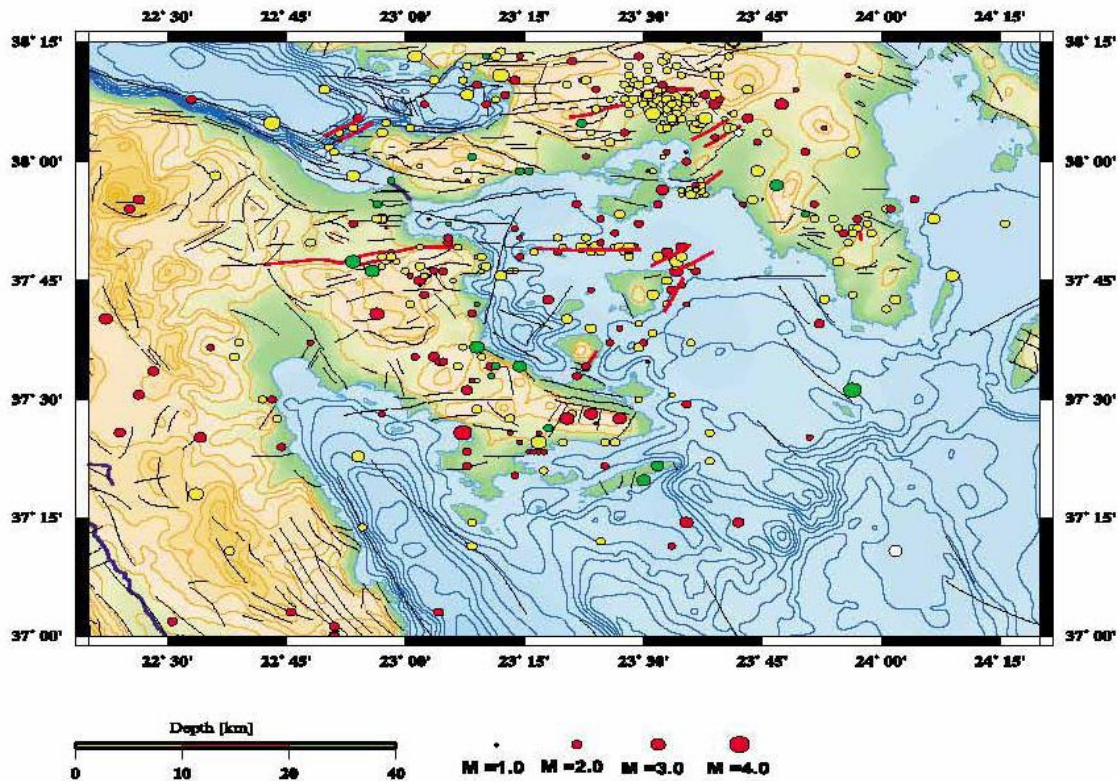 22˚ 30' 22˚ 45' 23˚ 00' 23˚ 15' 23˚ 30' 23˚ 45' 24˚ 00' 24˚ 15'
38˚ 15' 38˚ 15'
38˚ 00' 38˚ 00'
37˚ 45' 37˚ 45'
37˚ 30' 37˚ 30'
37˚ 15' 37˚ 15'
37˚ 00' 37˚ 00'
22˚ 30' 22˚ 45' 23˚ 00' 23˚ 15' 23˚ 30' 23˚ 45' 24˚ 00' 24˚ 15'
Depth [km]
0 10 20 40
M =1.0 M =2.0 M =3.0 M =4.0